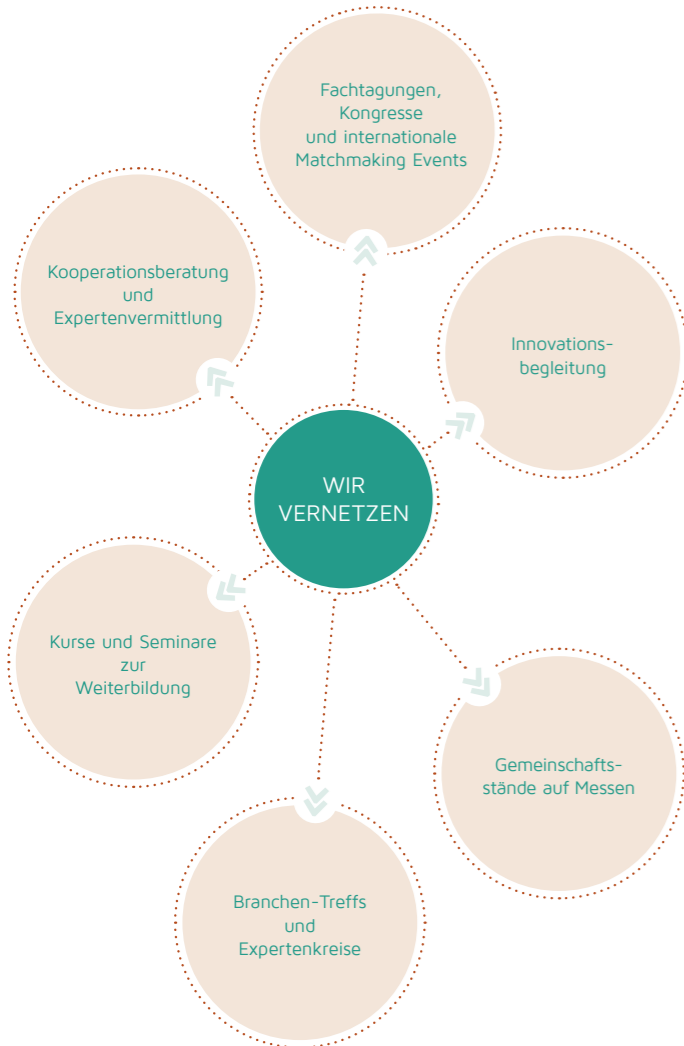 Fachtagungen,
Kongresse
und internationale
Matchmaking Events
Kooperationsberatung
und
Expertenvermittlung
Innovations-
begleitung
WIR
VERNETZEN
Kurse und Seminare
zur
Weiterbildung
Gemeinschafts-
stände auf Messen
Branchen-Treffs
und
Expertenkreise